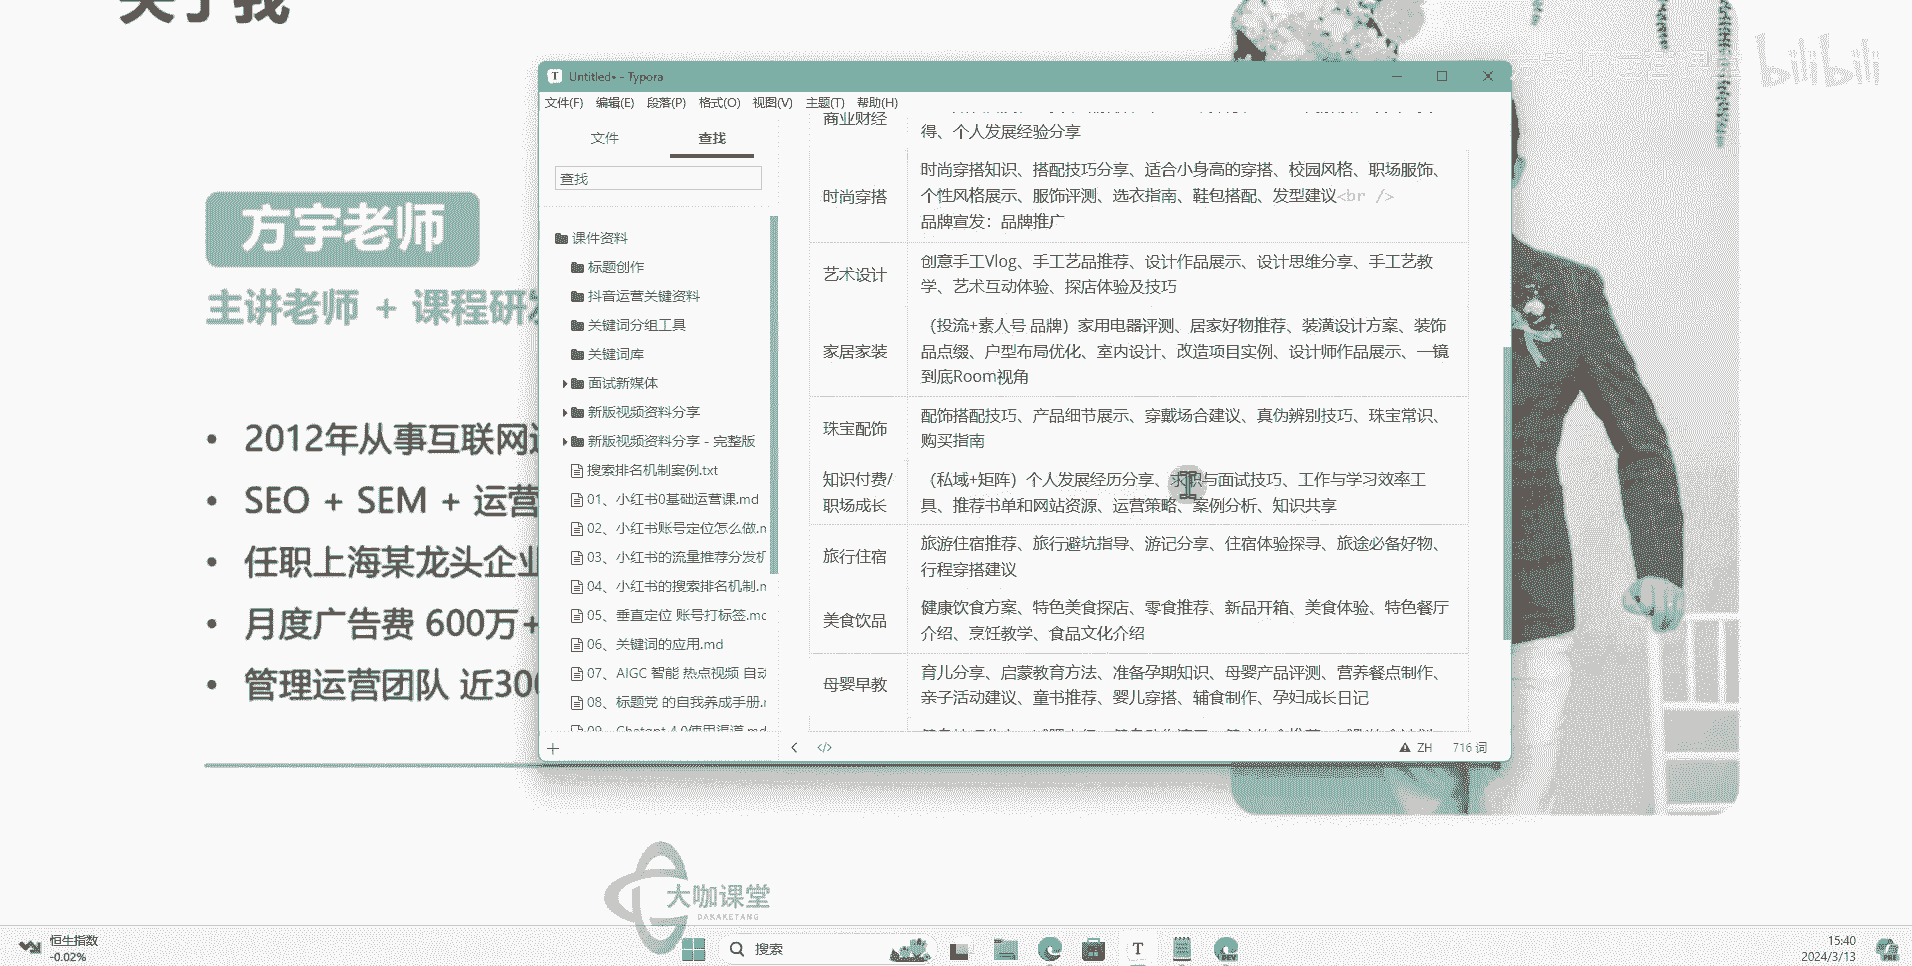 关于我
bilibili
方宇老师
主讲老师 + 课程研发
2012年从事互联网运
SEO + SEM + 运营
任职上海某龙头企业
月度广告费 600万+
管理运营团队 近300
Untitled• - Typora
文件(F) 编辑(E) 段落(P) 格式(O) 视图(V) 主题(T) 帮助(H)
文件 查找
查找
课件资料
标题创作
抖音运营关键资料
关键词分组工具
关键词库
面试新媒体
新版视频资料分享
新版视频资料分享 - 完整版
搜索排名机制案例.txt
01、小红书0基础运营课.md
02、小红书账号定位怎么做.m
03、小红书的流量推荐分发机
04、小红书的搜索排名机制.m
05、垂直定位 账号打标签.mc
06、关键词的应用.md
07、AIGC 智能 热点视频 自动
08、标题党 的自我养成手册.r
09、Chatgpt 4.0使用渠道.md
商业财经
得、个人发展经验分享
时尚穿搭
时尚穿搭知识、搭配技巧分享、适合小身高的穿搭、校园风格、职场服饰、
个性风格展示、服饰评测、选衣指南、鞋包搭配、发型建议<br />
品牌宣发：品牌推广
艺术设计
创意手工Vlog、手工艺品推荐、设计作品展示、设计思维分享、手工艺教
学、艺术互动体验、探店体验及技巧
家居家装
（投流+素人号 品牌）家用电器评测、居家好物推荐、装潢设计方案、装饰
品点缀、户型布局优化、室内设计、改造项目实例、设计师作品展示、一镜
到底Room视角
珠宝配饰
配饰搭配技巧、产品细节展示、穿戴场合建议、真伪辨别技巧、珠宝常识、
购买指南
知识付费/
职场成长
（私域+矩阵）个人发展经历分享、求职与面试技巧、工作与学习效率工
具、推荐书单和网站资源、运营策略、案例分析、知识共享
旅行住宿
旅游住宿推荐、旅行避坑指导、游记分享、住宿体验探寻、旅途必备好物、
行程穿搭建议
美食饮品
健康饮食方案、特色美食探店、零食推荐、新品开箱、美食体验、特色餐厅
介绍、烹饪教学、食品文化介绍
母婴早教
育儿分享、启蒙教育方法、准备孕期知识、母婴产品评测、营养餐点制作、
亲子活动建议、童书推荐、婴儿穿搭、辅食制作、孕妇成长日记
ZH 716 词
大咖课堂
DAKAKETANG
恒生指数
-0.02%
搜索
15:40
2024/3/13